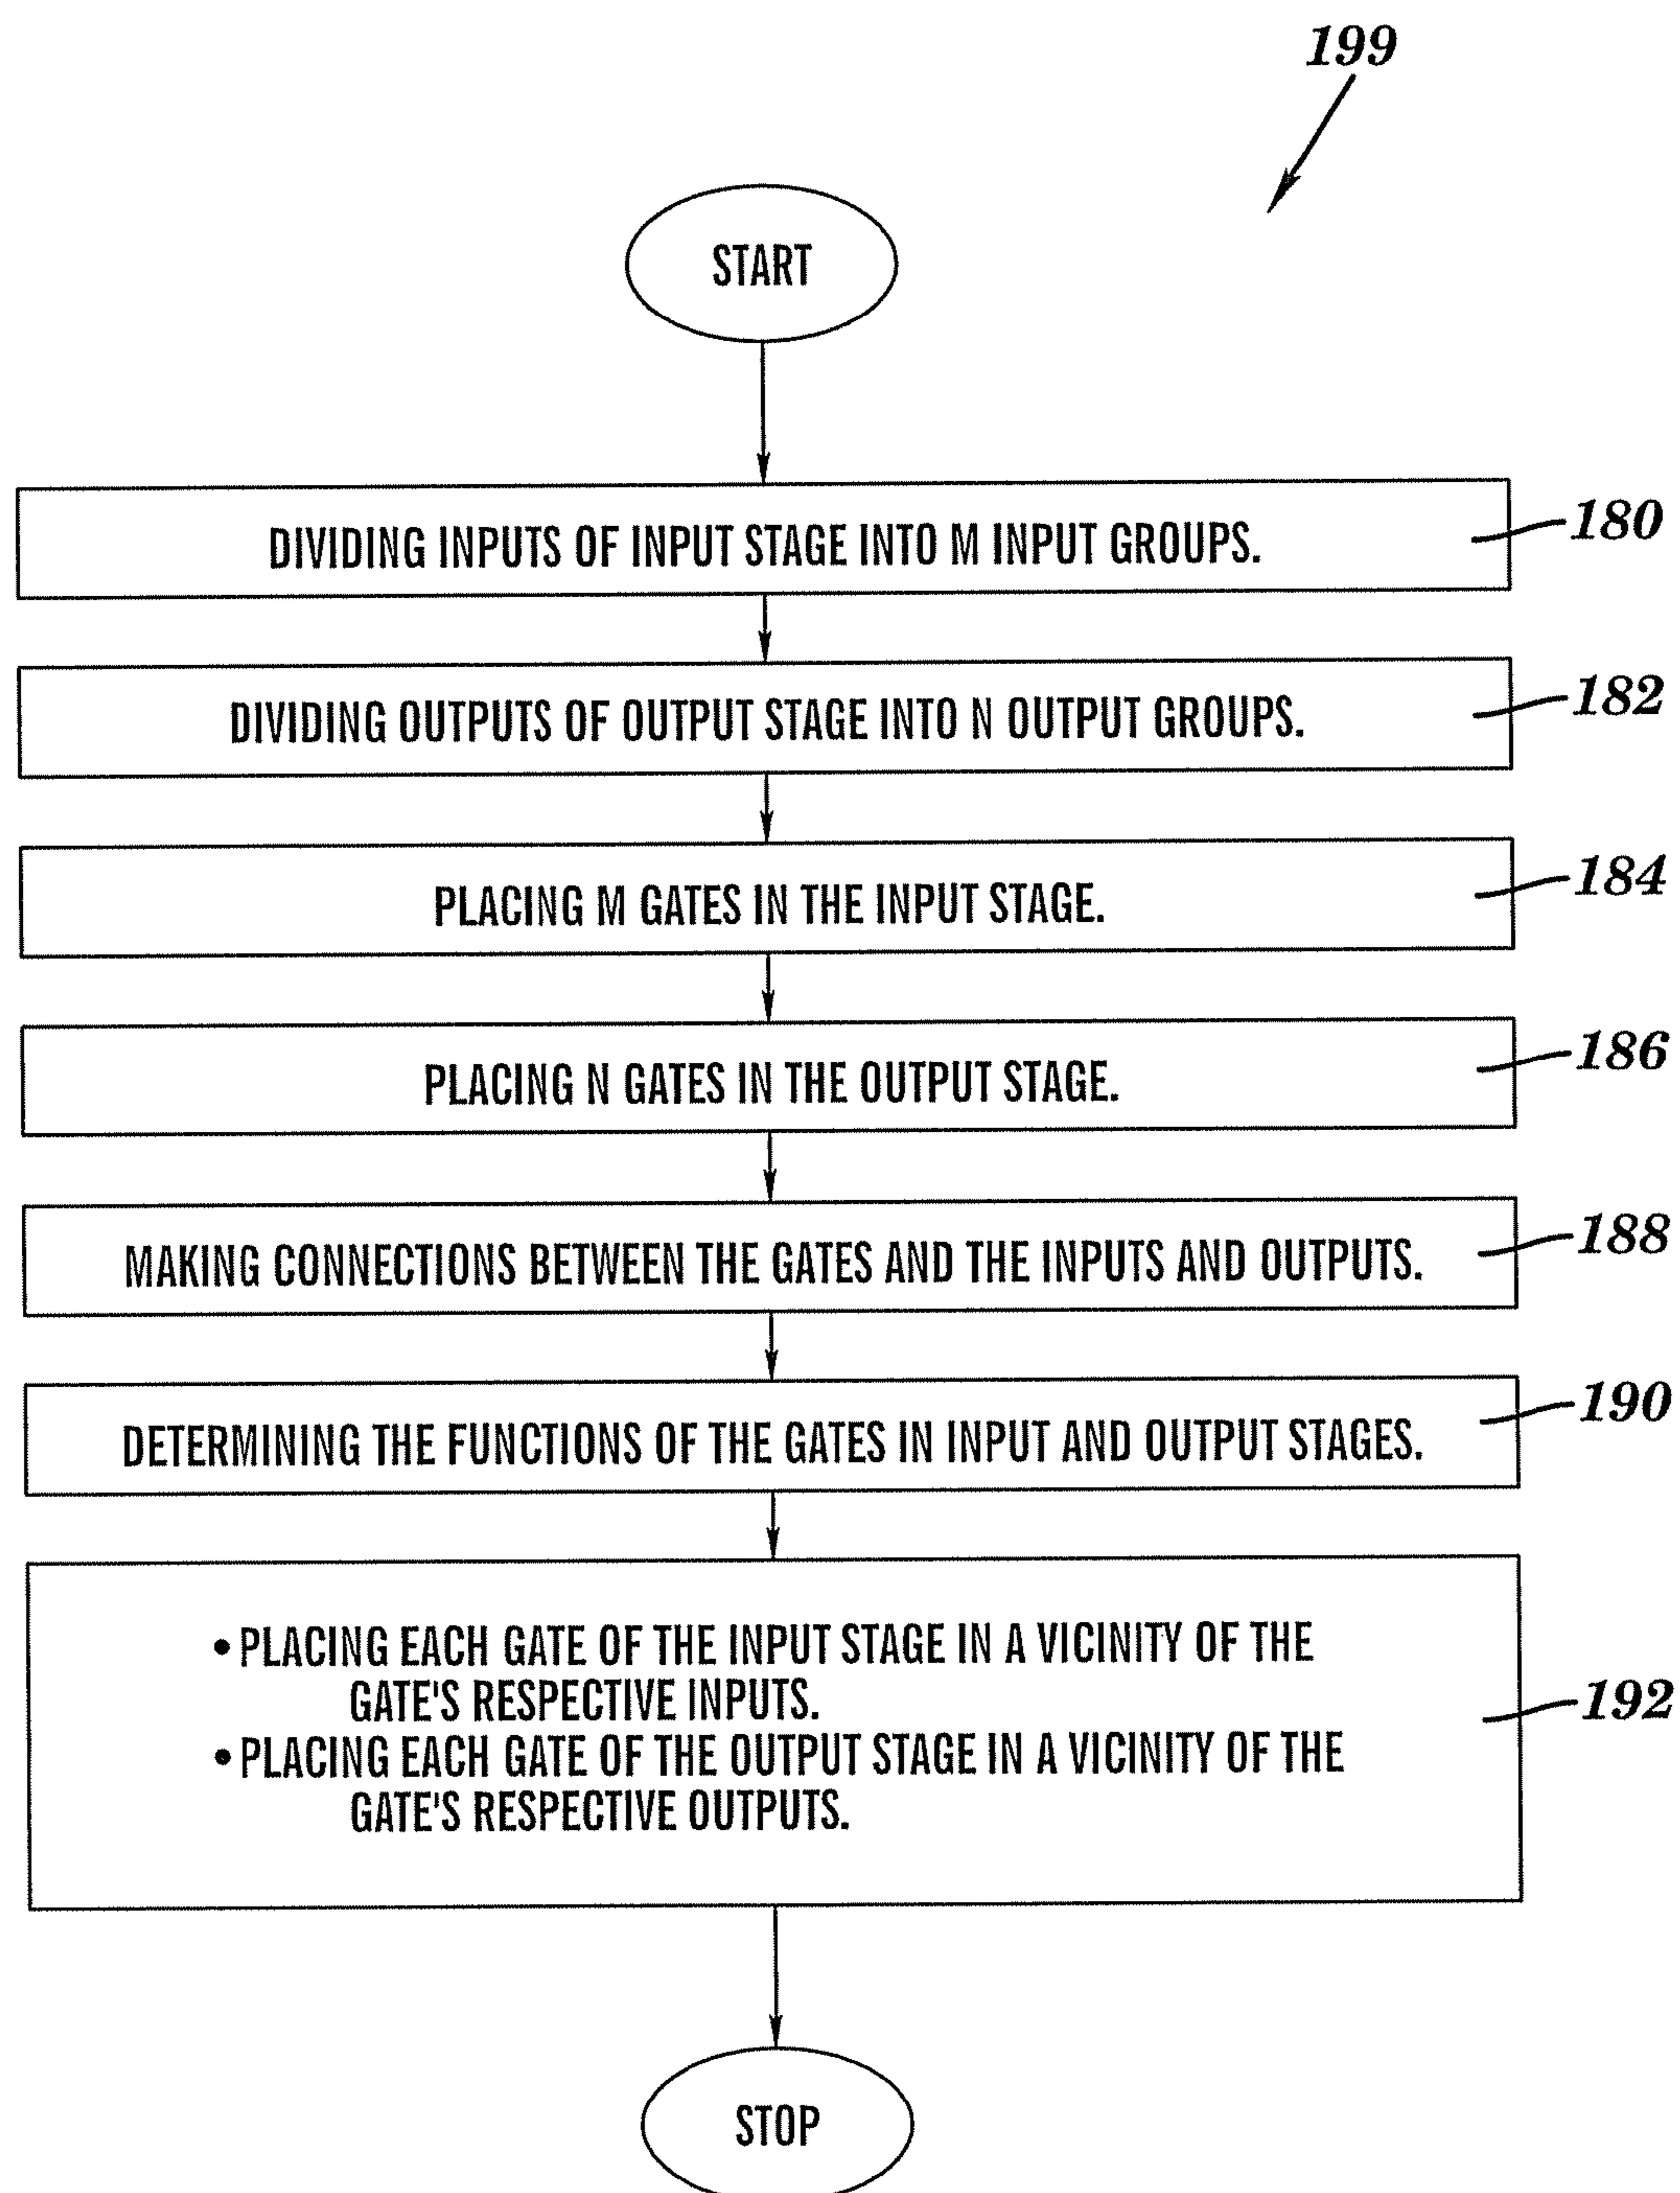 199
START
DIVIDING INPUTS OF INPUT STAGE INTO M INPUT GROUPS.
180
DIVIDING OUTPUTS OF OUTPUT STAGE INTO N OUTPUT GROUPS.
182
PLACING M GATES IN THE INPUT STAGE.
184
PLACING N GATES IN THE OUTPUT STAGE.
186
MAKING CONNECTIONS BETWEEN THE GATES AND THE INPUTS AND OUTPUTS.
188
DETERMINING THE FUNCTIONS OF THE GATES IN INPUT AND OUTPUT STAGES.
190
• PLACING EACH GATE OF THE INPUT STAGE IN A VICINITY OF THE
GATE'S RESPECTIVE INPUTS.
• PLACING EACH GATE OF THE OUTPUT STAGE IN A VICINITY OF THE
GATE'S RESPECTIVE OUTPUTS.
192
STOP